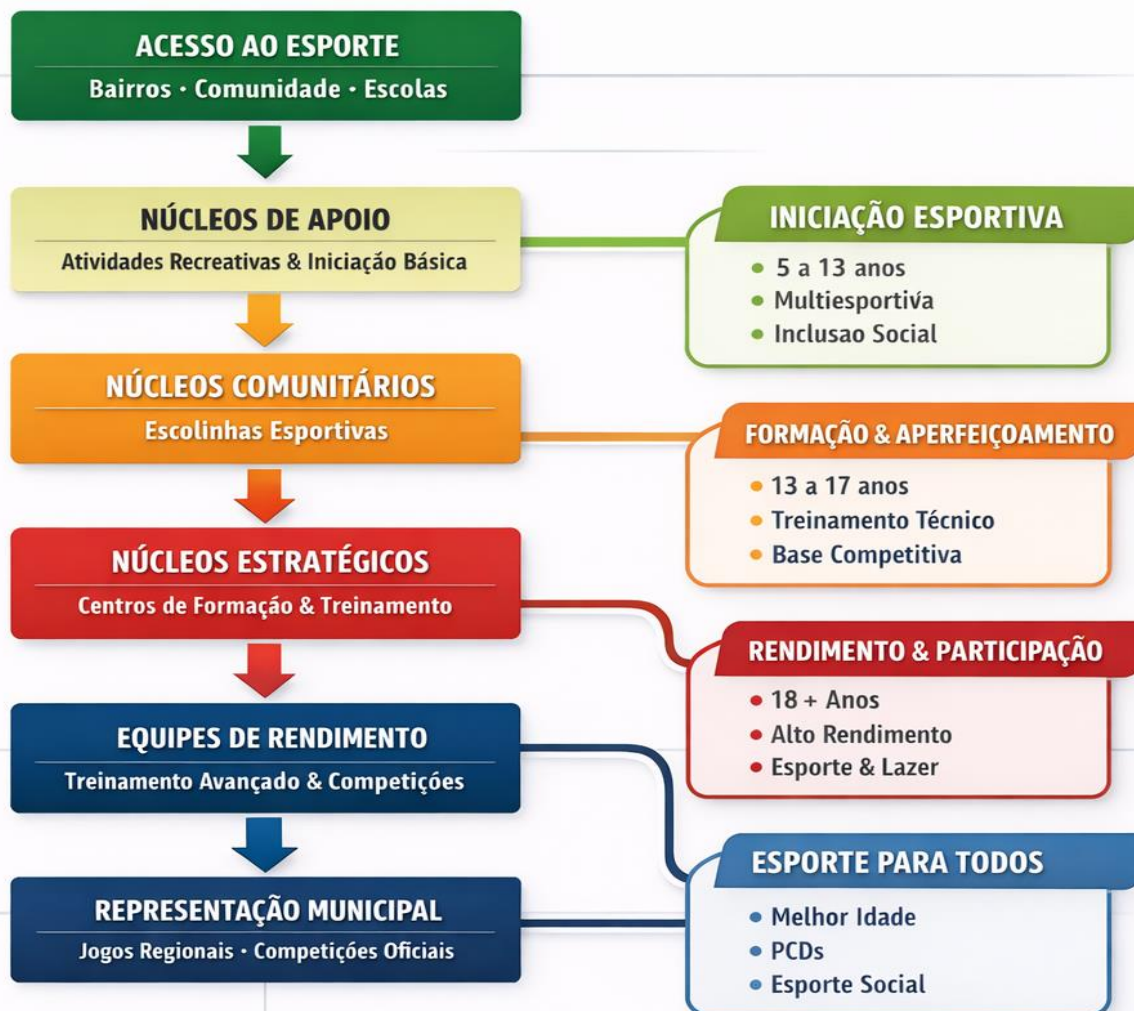 ACESSO AO ESPORTE
Bairros · Comunidade · Escolas
NÚCLEOS DE APOIO
Atividades Recreativas & Iniciação Básica
NÚCLEOS COMUNITÁRIOS
Escolinhas Esportivas
NÚCLEOS ESTRATÉGICOS
Centros de Formação & Treinamento
EQUIPES DE RENDIMENTO
Treinamento Avançado & Competições
REPRESENTAÇÃO MUNICIPAL
Jogos Regionais · Competições Oficiais
INICIAÇÃO ESPORTIVA
• 5 a 13 anos
• Multiesportíva
• Inclusao Social
FORMAÇÃO & APERFEIÇOAMENTO
• 13 a 17 anos
• Treinamento Técnico
• Base Competitiva
RENDIMENTO & PARTICIPAÇÃO
• 18 + Anos
• Alto Rendimento
• Esporte & Lazer
ESPORTE PARA TODOS
• Melhor Idade
• PCDs
• Esporte Social